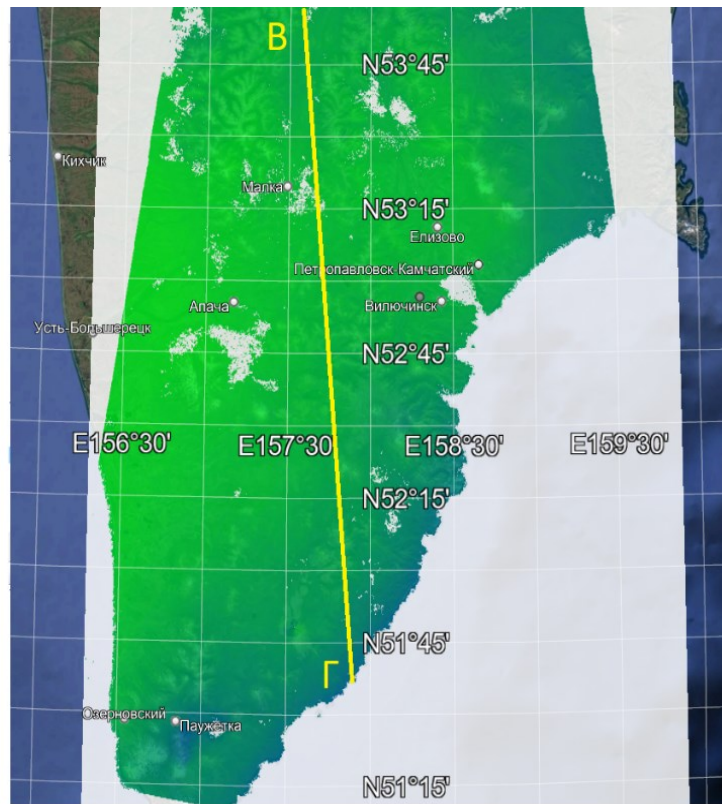 В
N53°45'
Кихчик
Малка
N53°15'
Елизово
Петропавловск-Камчатский
Апача
Вилючинск
Усть-Большерецк
N52°45'
E156°30'
E157°30'
E158°30'
E159°30'
N52°15'
N51°45'
Г
Озерновский
Паужетка
N51°15'